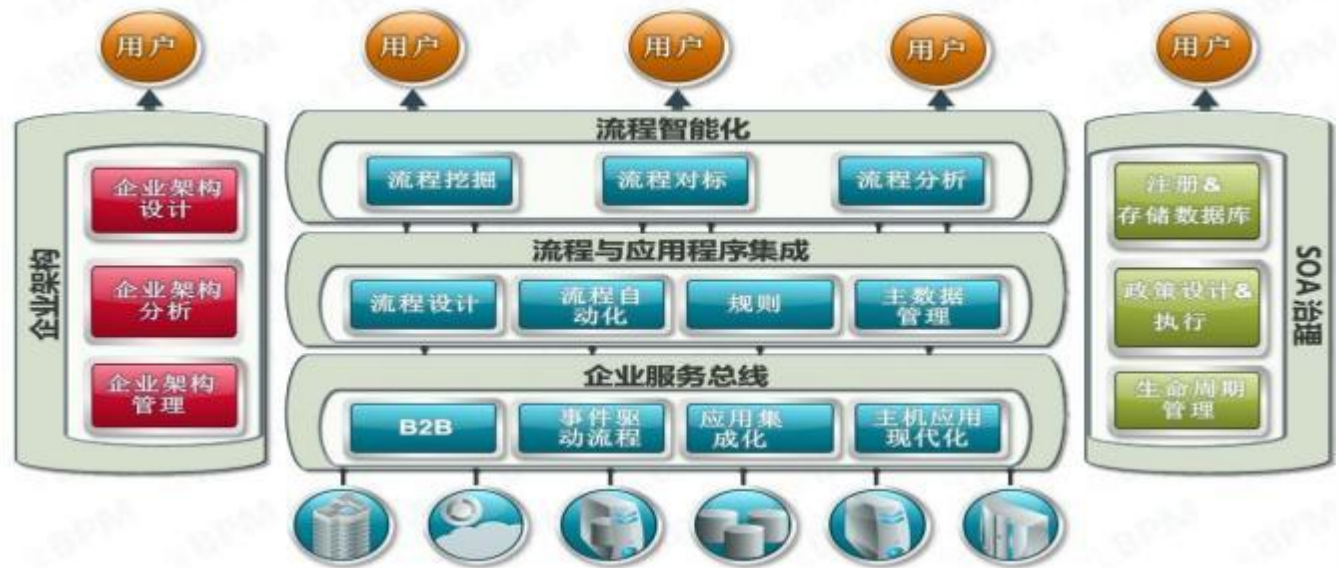 用户
用户
用户
用户
用户
企业架构
企业架构
设计
企业架构
分析
企业架构
管理
流程智能化
流程挖掘
流程对标
流程分析
流程与应用程序集成
流程设计
流程自
动化
规则
主数据
管理
企业服务总线
B2B
事件驱
动流程
应用集
成化
主机应用
现代化
SOA治理
注册&
存储数据库
政策设计&
执行
生命周期
管理